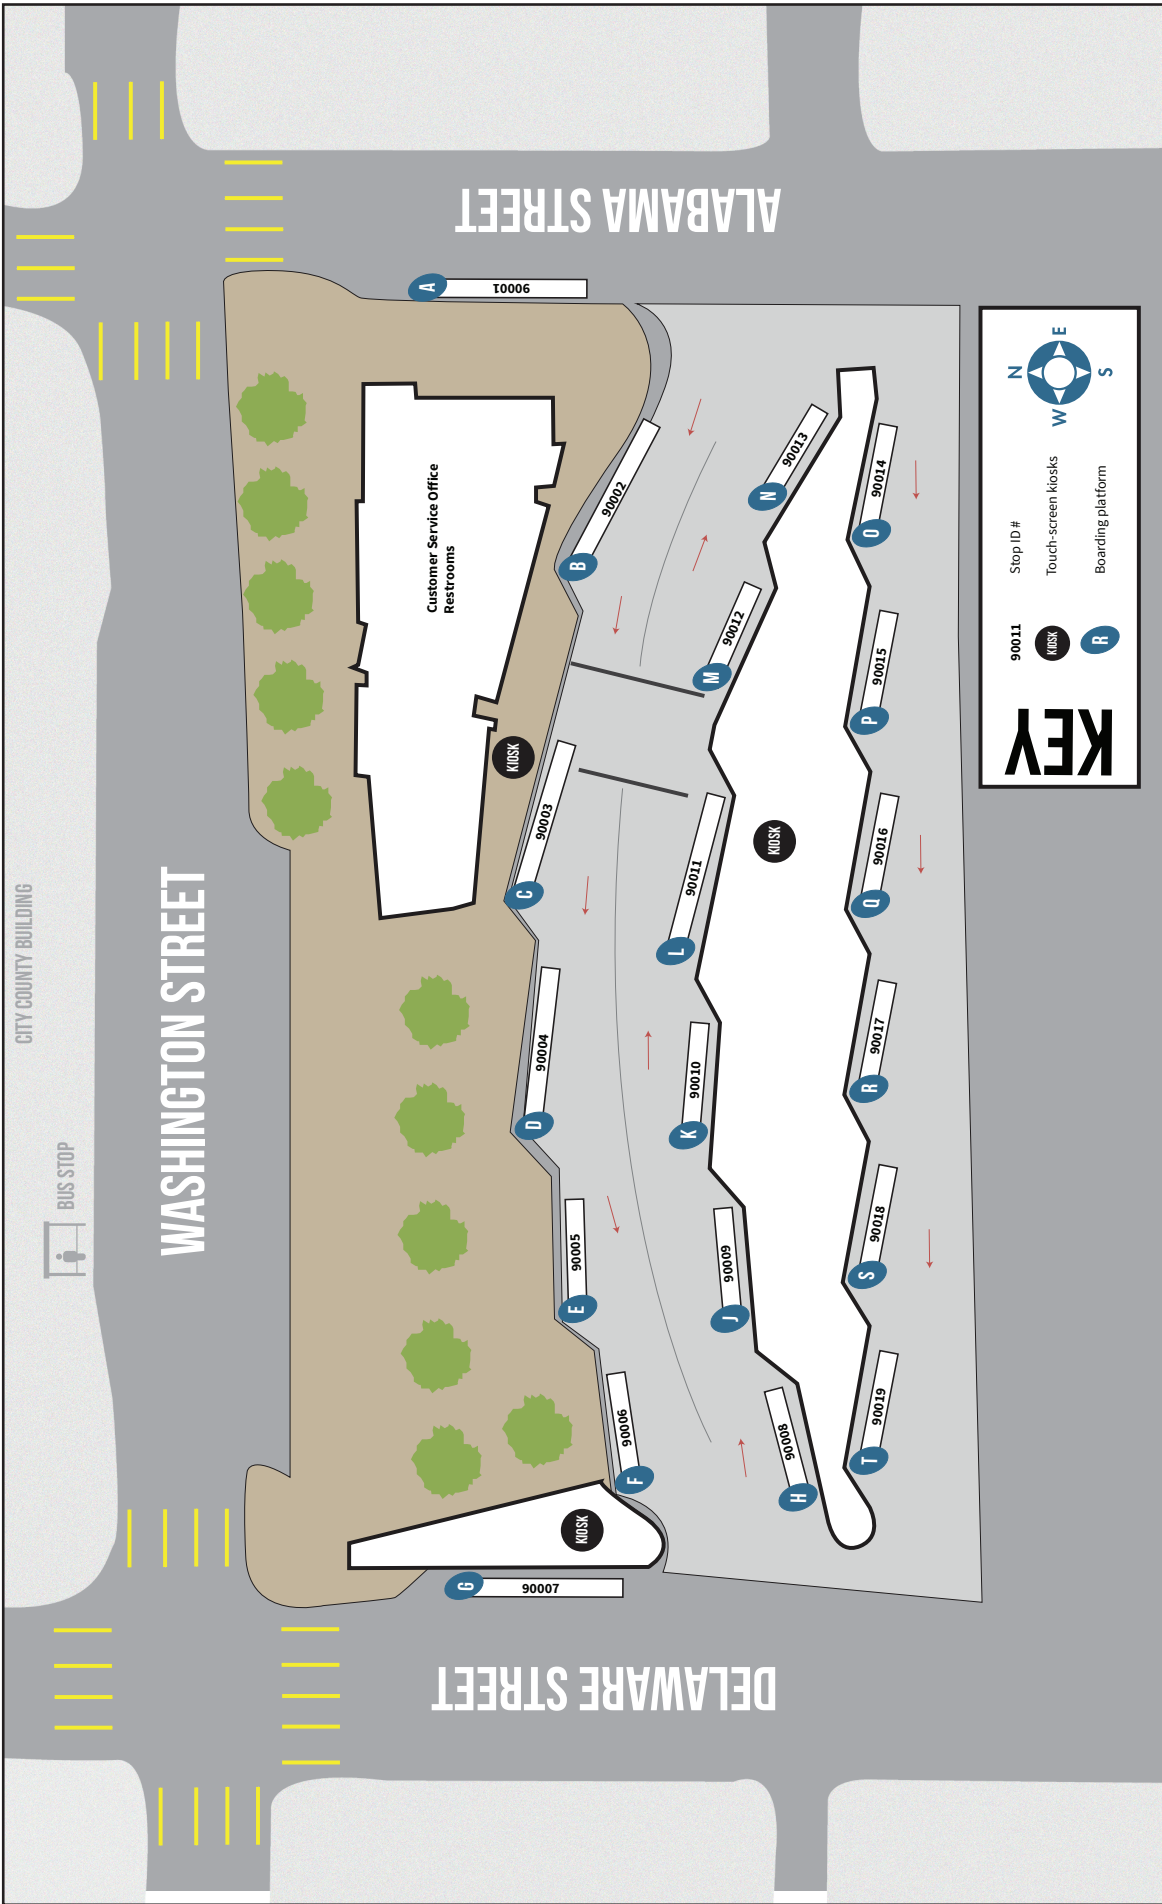 CITY COUNTY BUILDING
BUS STOP
WASHINGTON STREET
ALABAMA STREET
DELAWARE STREET
Customer Service Office
Restrooms
KIOSK
KIOSK
KIOSK
A
90001
B
90002
C
90003
D
90004
E
90005
F
90006
G
90007
H
90008
J
90009
K
90010
L
90011
M
90012
N
90013
O
90014
P
90015
Q
90016
R
90017
S
90018
T
90019
KEY
90011 Stop ID #
KIOSK Touch-screen kiosks
R Boarding platform
N
E
S
W